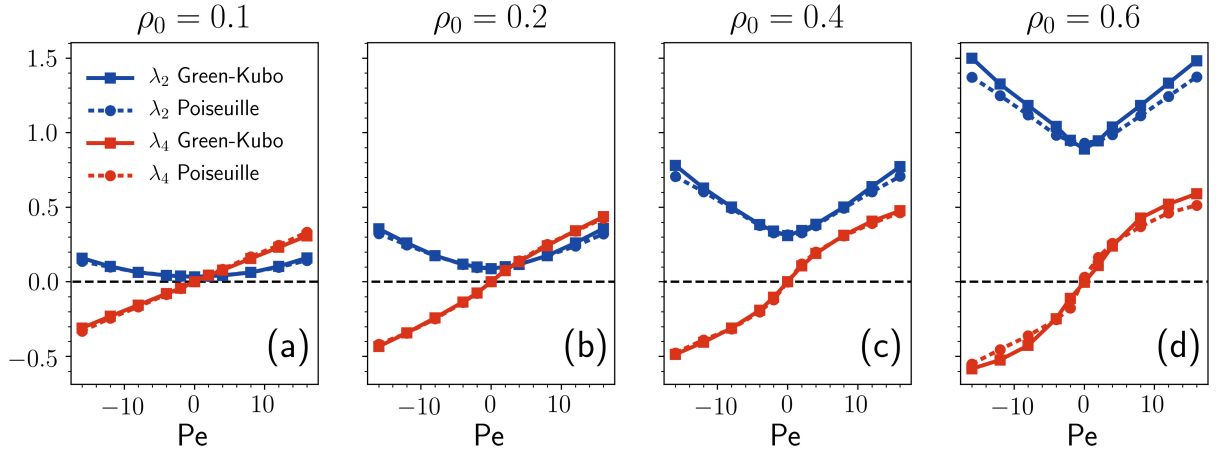 ρ₀ = 0.1
ρ₀ = 0.2
ρ₀ = 0.4
ρ₀ = 0.6
1.5
1.0
0.5
0.0
−0.5
λ₂ Green-Kubo
λ₂ Poiseuille
λ₄ Green-Kubo
λ₄ Poiseuille
(a)
(b)
(c)
(d)
−10 0 10
−10 0 10
−10 0 10
−10 0 10
Pe
Pe
Pe
Pe